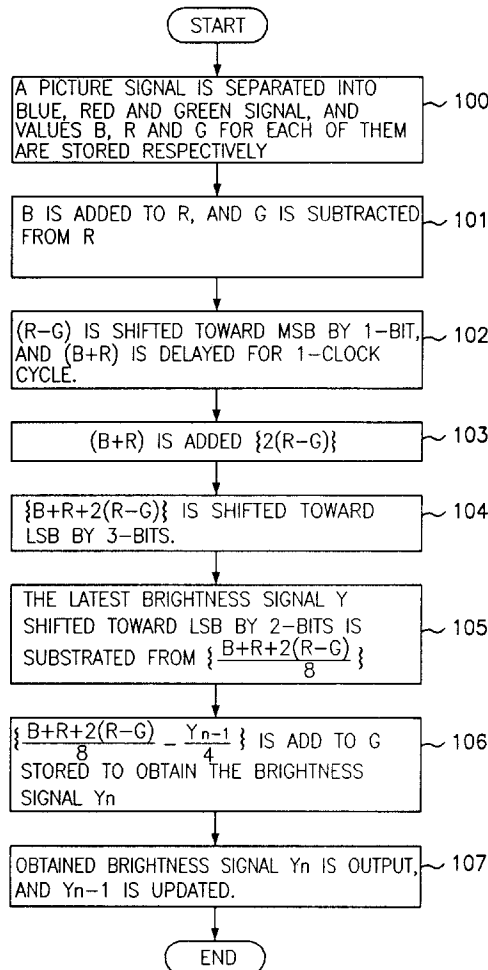 START
A PICTURE SIGNAL IS SEPARATED INTO
BLUE, RED AND GREEN SIGNAL, AND
VALUES B, R AND G FOR EACH OF THEM
ARE STORED RESPECTIVELY
100
B IS ADDED TO R, AND G IS SUBTRACTED
FROM R
101
(R-G) IS SHIFTED TOWARD MSB BY 1-BIT,
AND (B+R) IS DELAYED FOR 1-CLOCK
CYCLE.
102
(B+R) IS ADDED {2(R-G)}
103
{B+R+2(R-G)} IS SHIFTED TOWARD
LSB BY 3-BITS.
104
THE LATEST BRIGHTNESS SIGNAL Y
SHIFTED TOWARD LSB BY 2-BITS IS
SUBSTRATED FROM {B+R+2(R-G)/8}
105
{B+R+2(R-G)/8 - Yn-1/4} IS ADD TO G
STORED TO OBTAIN THE BRIGHTNESS
SIGNAL Yn
106
OBTAINED BRIGHTNESS SIGNAL Yn IS OUTPUT,
AND Yn-1 IS UPDATED.
107
END